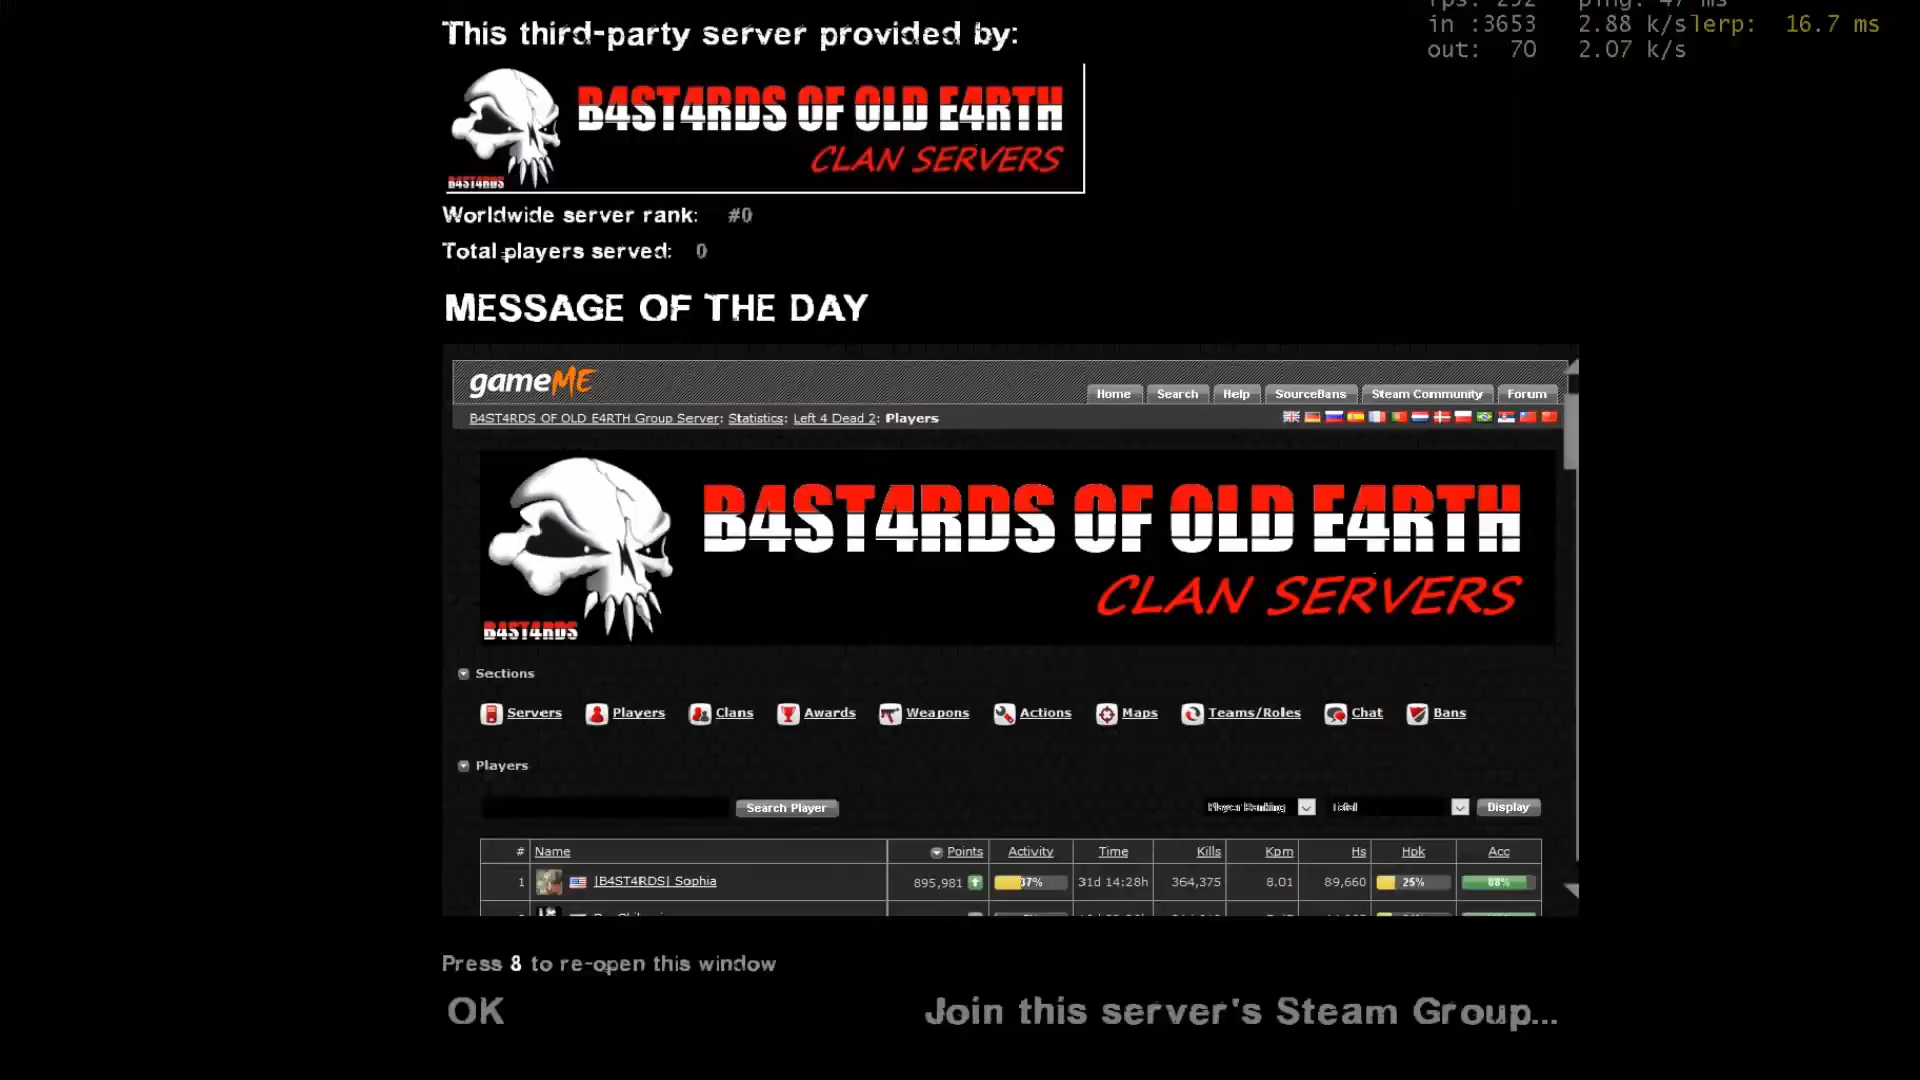 This third-party server provided by:
B4ST4RDS OF OLD E4RTH
CLAN SERVERS
B4ST4RDS
Worldwide server rank: #0
Total players served: 0
in :3653 2.88 k/s lerp: 16.7 ms
out: 70 2.07 k/s
MESSAGE OF THE DAY
gameME
Home Search Help SourceBans Steam Community Forum
B4ST4RDS OF OLD E4RTH Group Server: Statistics: Left 4 Dead 2: Players
B4ST4RDS OF OLD E4RTH
CLAN SERVERS
B4ST4RDS
Sections
Servers Players Clans Awards Weapons Actions Maps Teams/Roles Chat Bans
Players
Search Player Player Ranking Total Display
# Name Points Activity Time Kills Kpm Hs Hpk Acc
1 |B4ST4RDS| Sophia 895,981 37% 31d 14:28h 364,375 8.01 89,660 25% 88%
Press 8 to re-open this window
OK Join this server's Steam Group...